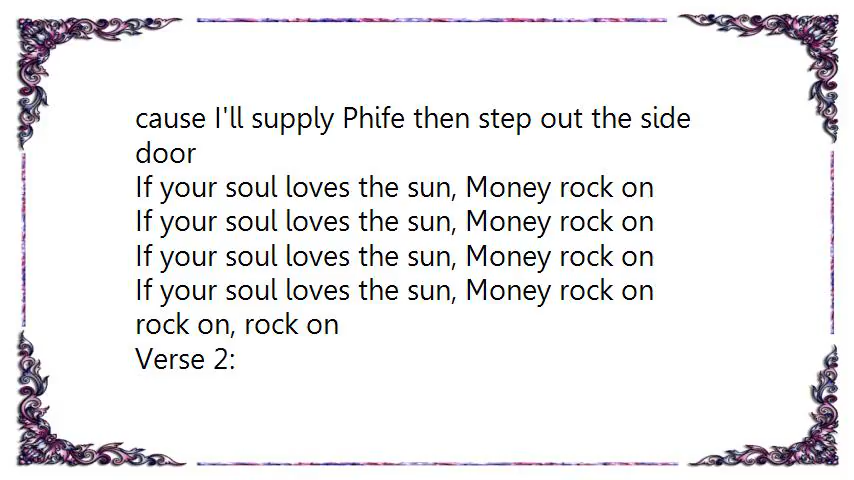 cause I'll supply Phife then step out the side
door
If your soul loves the sun, Money rock on
If your soul loves the sun, Money rock on
If your soul loves the sun, Money rock on
If your soul loves the sun, Money rock on
rock on, rock on
Verse 2: